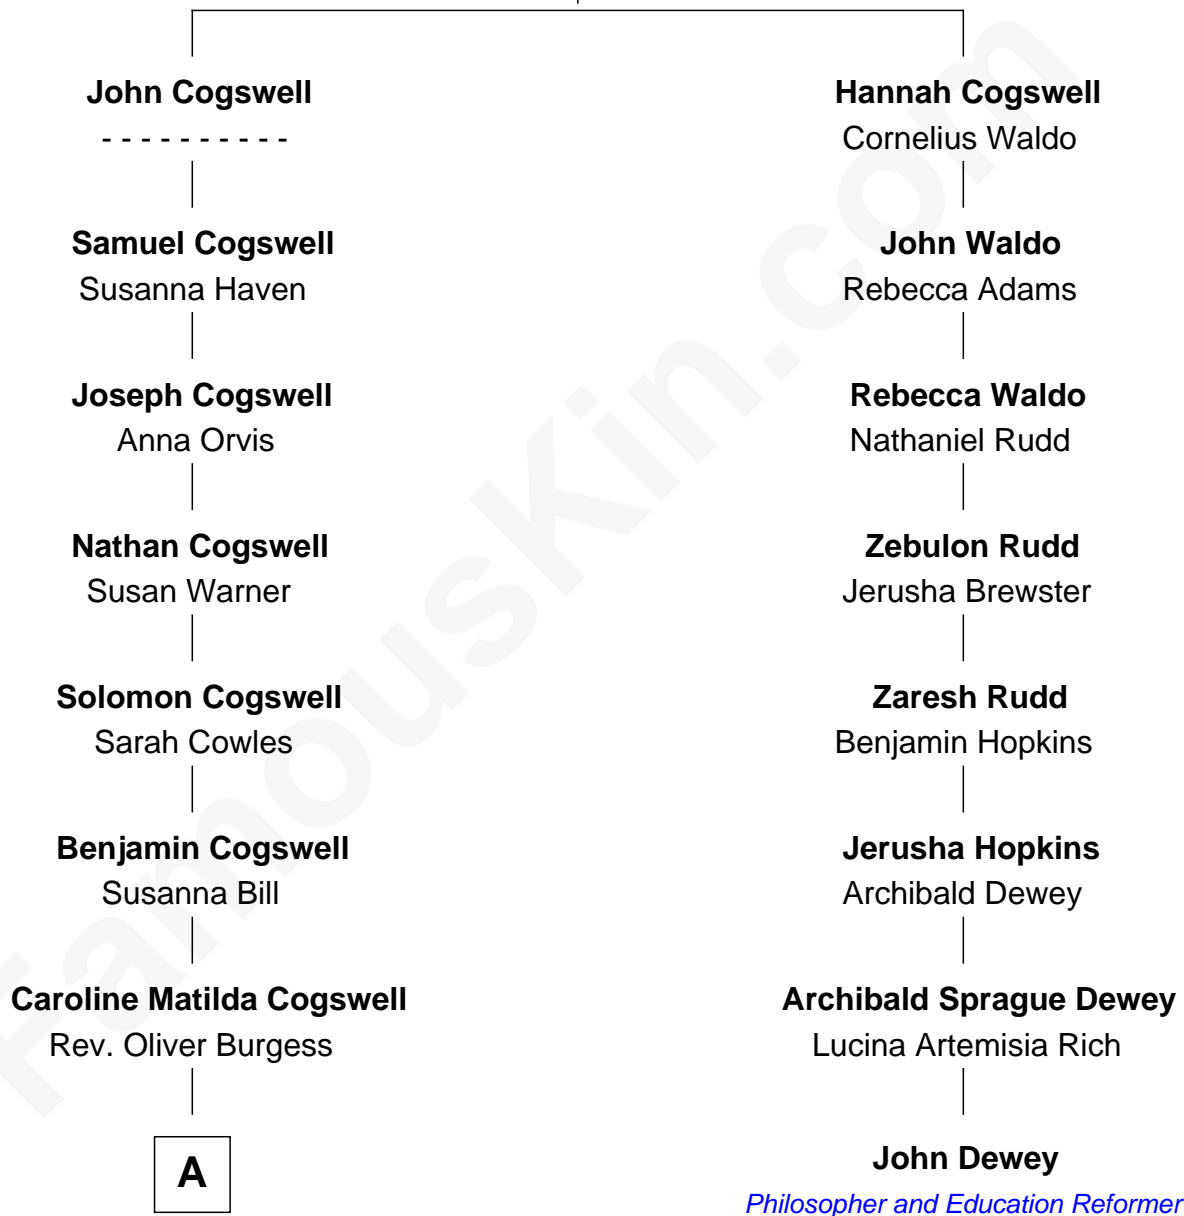 John Cogswell
- - - - - - - - - -
Samuel Cogswell
Susanna Haven
Joseph Cogswell
Anna Orvis
Nathan Cogswell
Susan Warner
Solomon Cogswell
Sarah Cowles
Benjamin Cogswell
Susanna Bill
Caroline Matilda Cogswell
Rev. Oliver Burgess
A
Hannah Cogswell
Cornelius Waldo
John Waldo
Rebecca Adams
Rebecca Waldo
Nathaniel Rudd
Zebulon Rudd
Jerusha Brewster
Zaresh Rudd
Benjamin Hopkins
Jerusha Hopkins
Archibald Dewey
Archibald Sprague Dewey
Lucina Artemisia Rich
John Dewey
Philosopher and Education Reformer
FamousKin.com